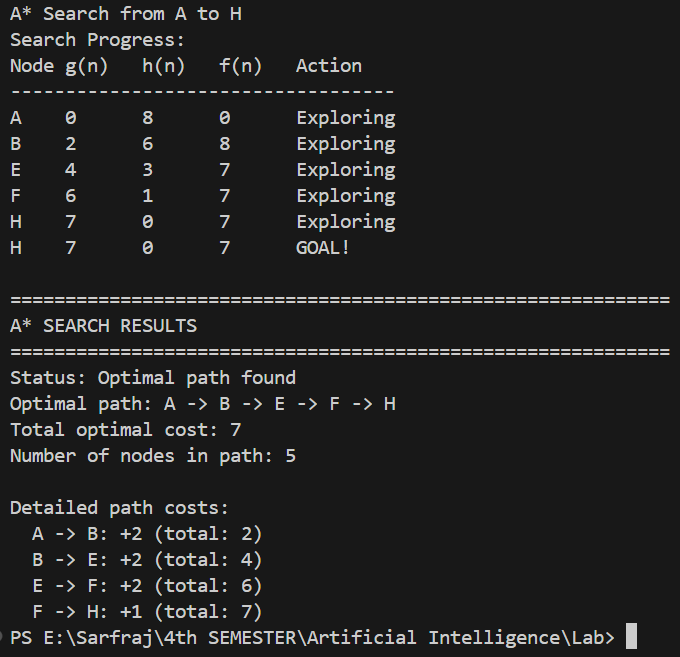 A* Search from A to H
Search Progress:
Node g(n)   h(n)   f(n)   Action
-----------------------------------
A    0      8      0      Exploring
B    2      6      8      Exploring
E    4      3      7      Exploring
F    6      1      7      Exploring
H    7      0      7      Exploring
H    7      0      7      GOAL!
============================================================
A* SEARCH RESULTS
============================================================
Status: Optimal path found
Optimal path: A -> B -> E -> F -> H
Total optimal cost: 7
Number of nodes in path: 5
Detailed path costs:
  A -> B: +2 (total: 2)
  B -> E: +2 (total: 4)
  E -> F: +2 (total: 6)
  F -> H: +1 (total: 7)
PS E:\Sarfraj\4th SEMESTER\Artificial Intelligence\Lab>